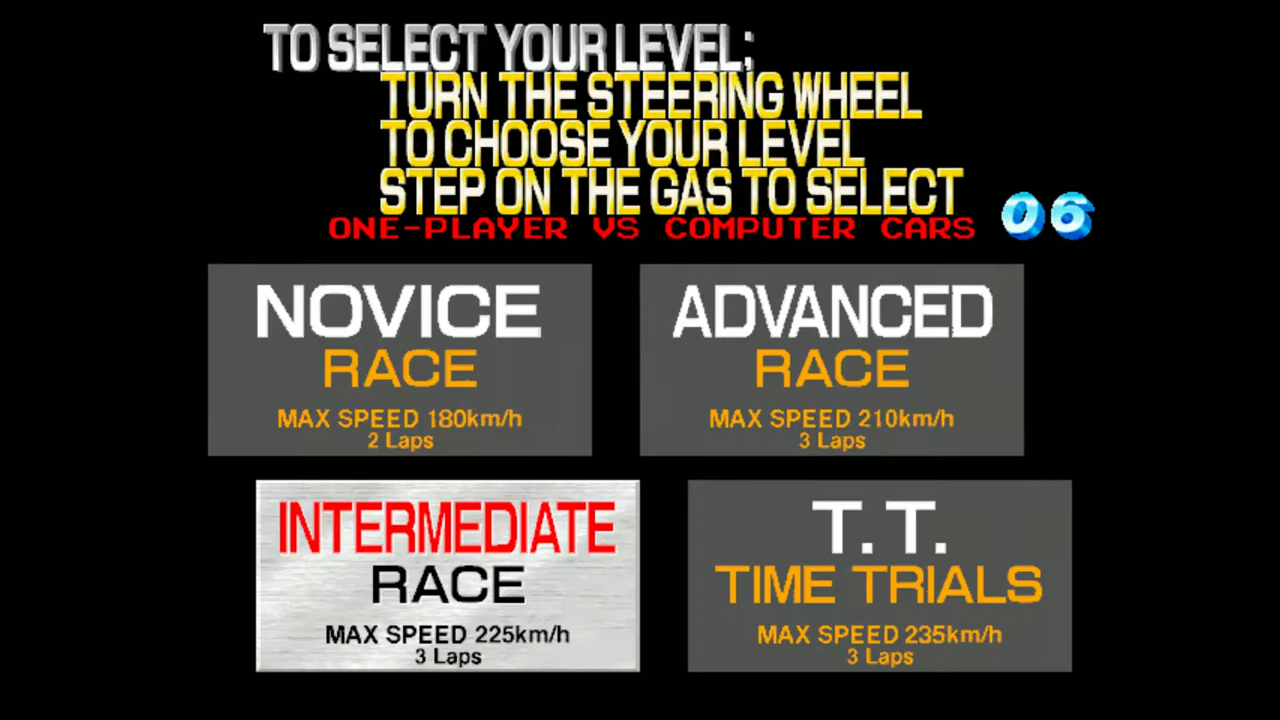 TO SELECT YOUR LEVEL;
TURN THE STEERING WHEEL
TO CHOOSE YOUR LEVEL
STEP ON THE GAS TO SELECT
ONE-PLAYER VS COMPUTER CARS
06
NOVICE
RACE
MAX SPEED 180km/h
2 Laps
ADVANCED
RACE
MAX SPEED 210km/h
3 Laps
INTERMEDIATE
RACE
MAX SPEED 225km/h
3 Laps
T.T.
TIME TRIALS
MAX SPEED 235km/h
3 Laps